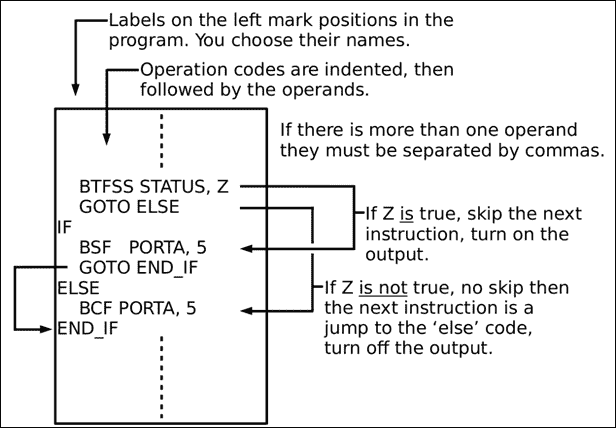 Labels on the left mark positions in the
program. You choose their names.
Operation codes are indented, then
followed by the operands.
If there is more than one operand
they must be separated by commas.
BTFSS STATUS, Z
GOTO ELSE
IF
BSF PORTA, 5
GOTO END_IF
ELSE
BCF PORTA, 5
END_IF
If Z is true, skip the next
instruction, turn on the
output.
If Z is not true, no skip then
the next instruction is a
jump to the ‘else’ code,
turn off the output.